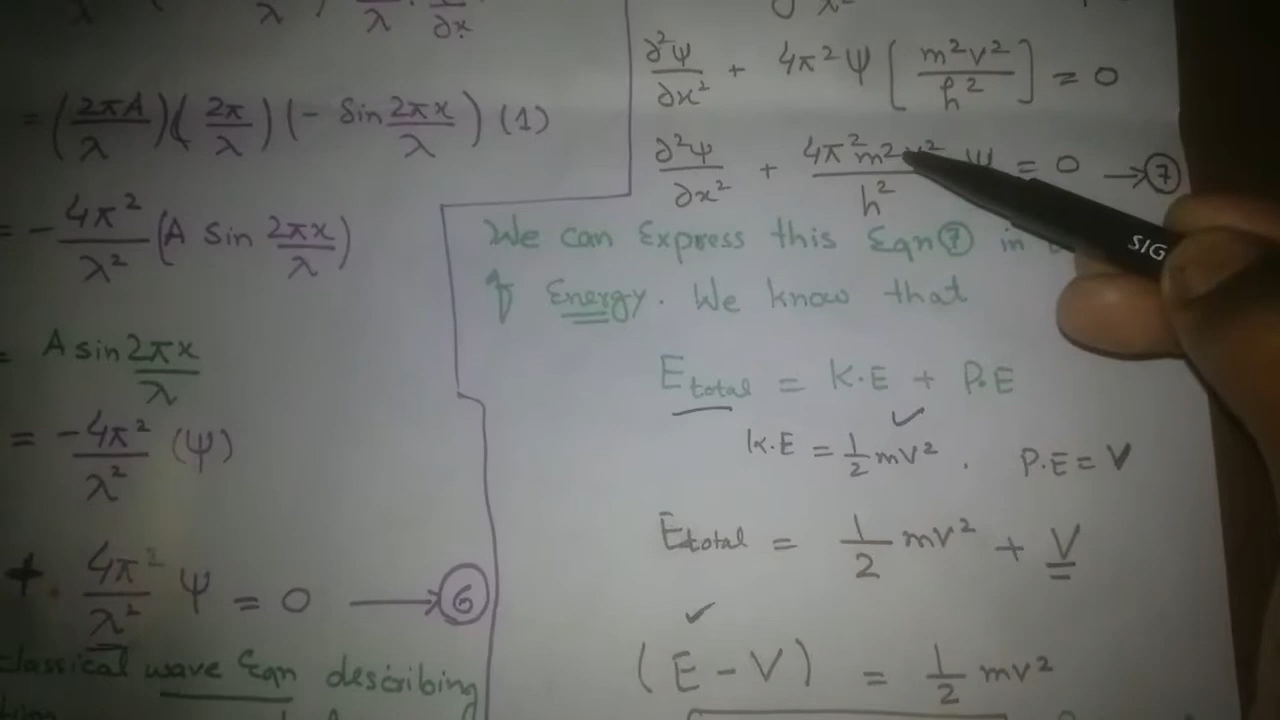 λ λ λ ∂x
= (2πA/λ)(2π/λ)(- Sin 2πx/λ) (1)
= - 4π²/λ² (A Sin 2πx/λ)
= A sin 2πx/λ
= -4π²/λ² (ψ)
+ 4π²/λ² ψ = 0 → ⑥
classical wave Eqn describing
∂²ψ/∂x² + 4π²ψ [m²v²/h²] = 0
∂²ψ/∂x² + 4π²m²v²/h² ψ = 0 → ⑦
We can Express this Eqn ⑦ in
of Energy. We know that
E total = K.E + P.E
K.E = 1/2 mv². P.E = V
E total = 1/2 mv² + V
(E - V) = 1/2 mv²
SIG